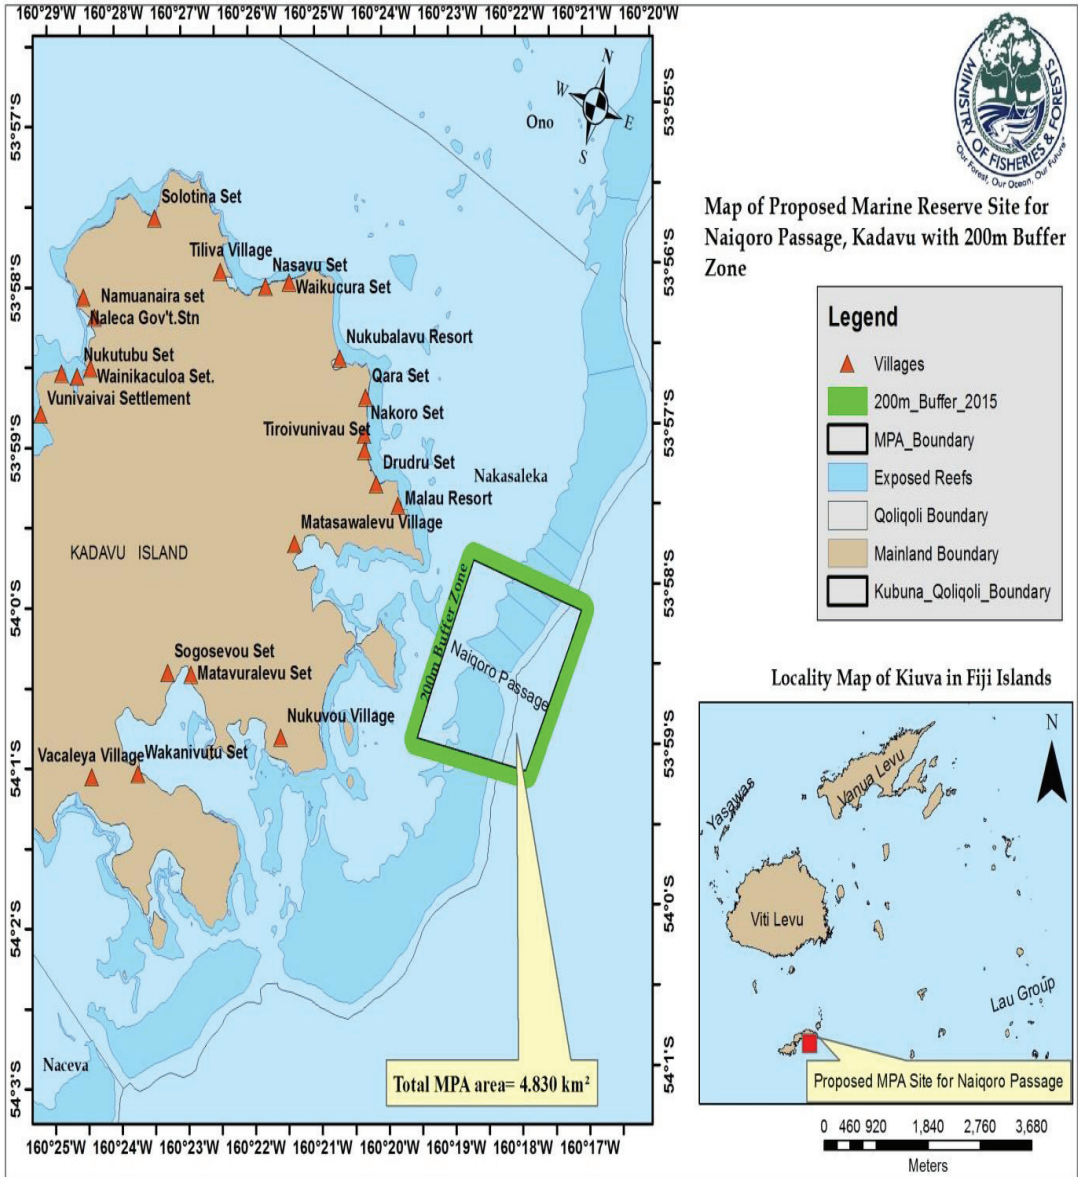 160°29'W 160°28'W 160°27'W 160°26'W 160°25'W 160°24'W 160°23'W 160°22'W 160°21'W 160°20'W
53°57'S
53°58'S
53°59'S
54°0'S
54°1'S
54°2'S
54°3'S
N
W
E
S
Ono
Solotina Set
Tiliva Village
Nasavu Set
Waikucura Set
Namuanaira set
Naleca Gov't.Stn
Nukubalavu Resort
Nukutubu Set
Wainikaculoa Set.
Qara Set
Vunivaivai Settlement
Nakoro Set
Tiroivunivau Set
Drudru Set
Nakasaleka
Malau Resort
Matasawalevu Village
KADAVU ISLAND
200m Buffer Zone
Naiqoro Passage
Sogosevou Set
Matavuralevu Set
Nukuvou Village
Vacaleya Village
Wakanivutu Set
Naceva
Total MPA area= 4.830 km²
53°55'S
53°56'S
53°57'S
53°58'S
53°59'S
54°0'S
54°1'S
160°25'W 160°24'W 160°23'W 160°22'W 160°21'W 160°20'W 160°19'W 160°18'W 160°17'W
MINISTRY OF FISHERIES & FORESTS
"Our Forest, Our Ocean, Our Future"
Map of Proposed Marine Reserve Site for
Naiqoro Passage, Kadavu with 200m Buffer
Zone
Legend
Villages
200m_Buffer_2015
MPA_Boundary
Exposed Reefs
Qoliqoli Boundary
Mainland Boundary
Kubuna_Qoliqoli_Boundary
Locality Map of Kiuva in Fiji Islands
N
Vanua Levu
Yasawas
Viti Levu
Lau Group
Proposed MPA Site for Naiqoro Passage
0 460 920 1,840 2,760 3,680
Meters